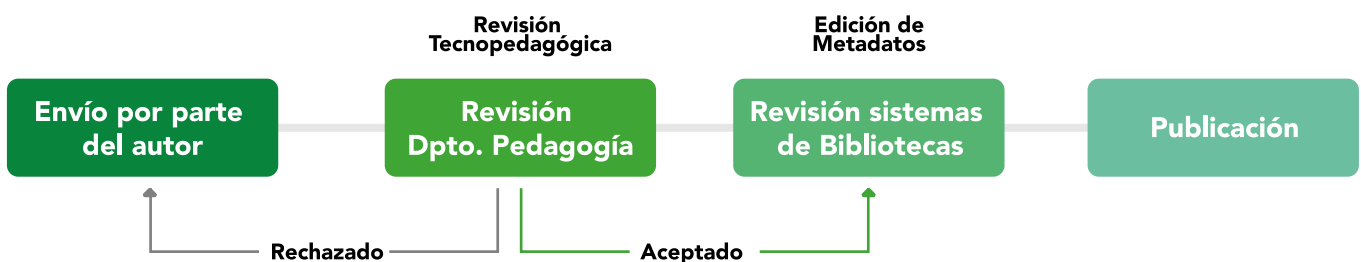 Revisión
Tecnopedagógica
Edición de
Metadatos
Envío por parte
del autor
Revisión
Dpto. Pedagogía
Revisión sistemas
de Bibliotecas
Publicación
Rechazado
Aceptado